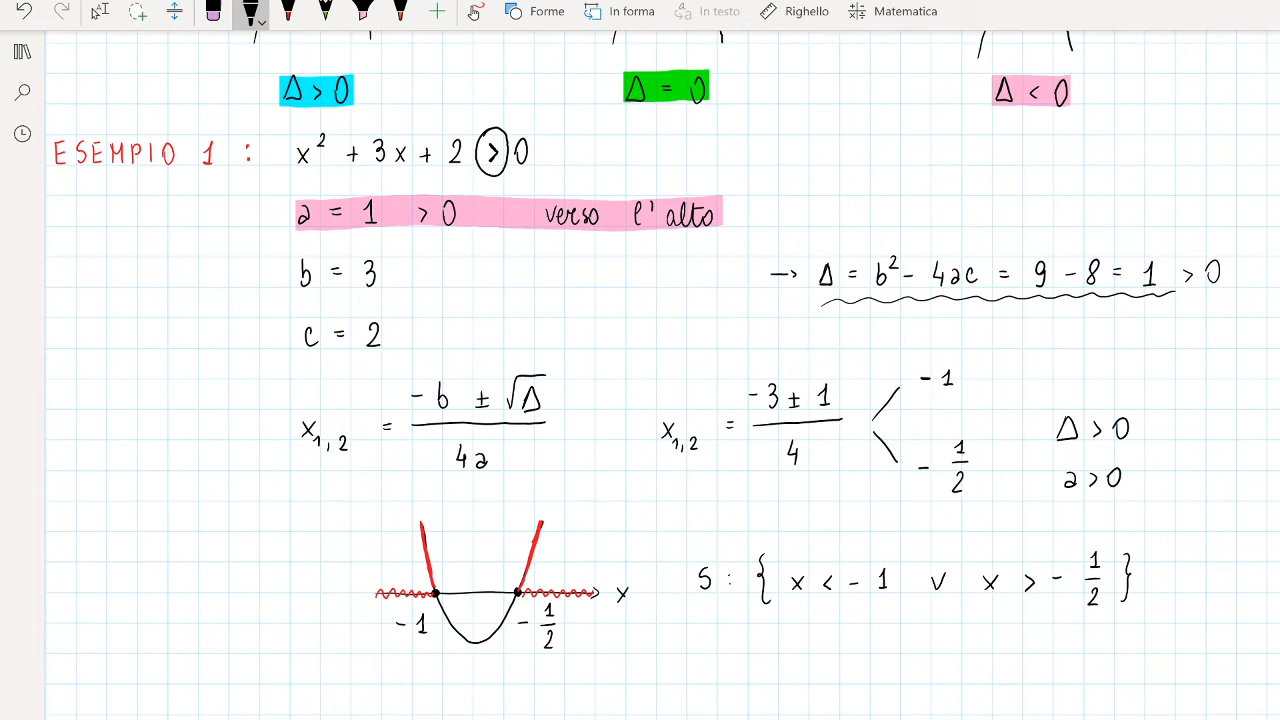 Forme In forma In testo Righello Matematica
Δ > 0 Δ = 0 Δ < 0
ESEMPIO 1 : x² + 3x + 2 > 0
a = 1 > 0 verso l'alto
b = 3 → Δ = b² - 4ac = 9 - 8 = 1 > 0
c = 2
x₁,₂ = (-b ± √Δ) / 4a x₁,₂ = (-3 ± 1) / 4 -1 - 1/2 Δ > 0
a > 0
x
-1 - 1/2
S : { x < - 1 ∨ x > - 1/2 }